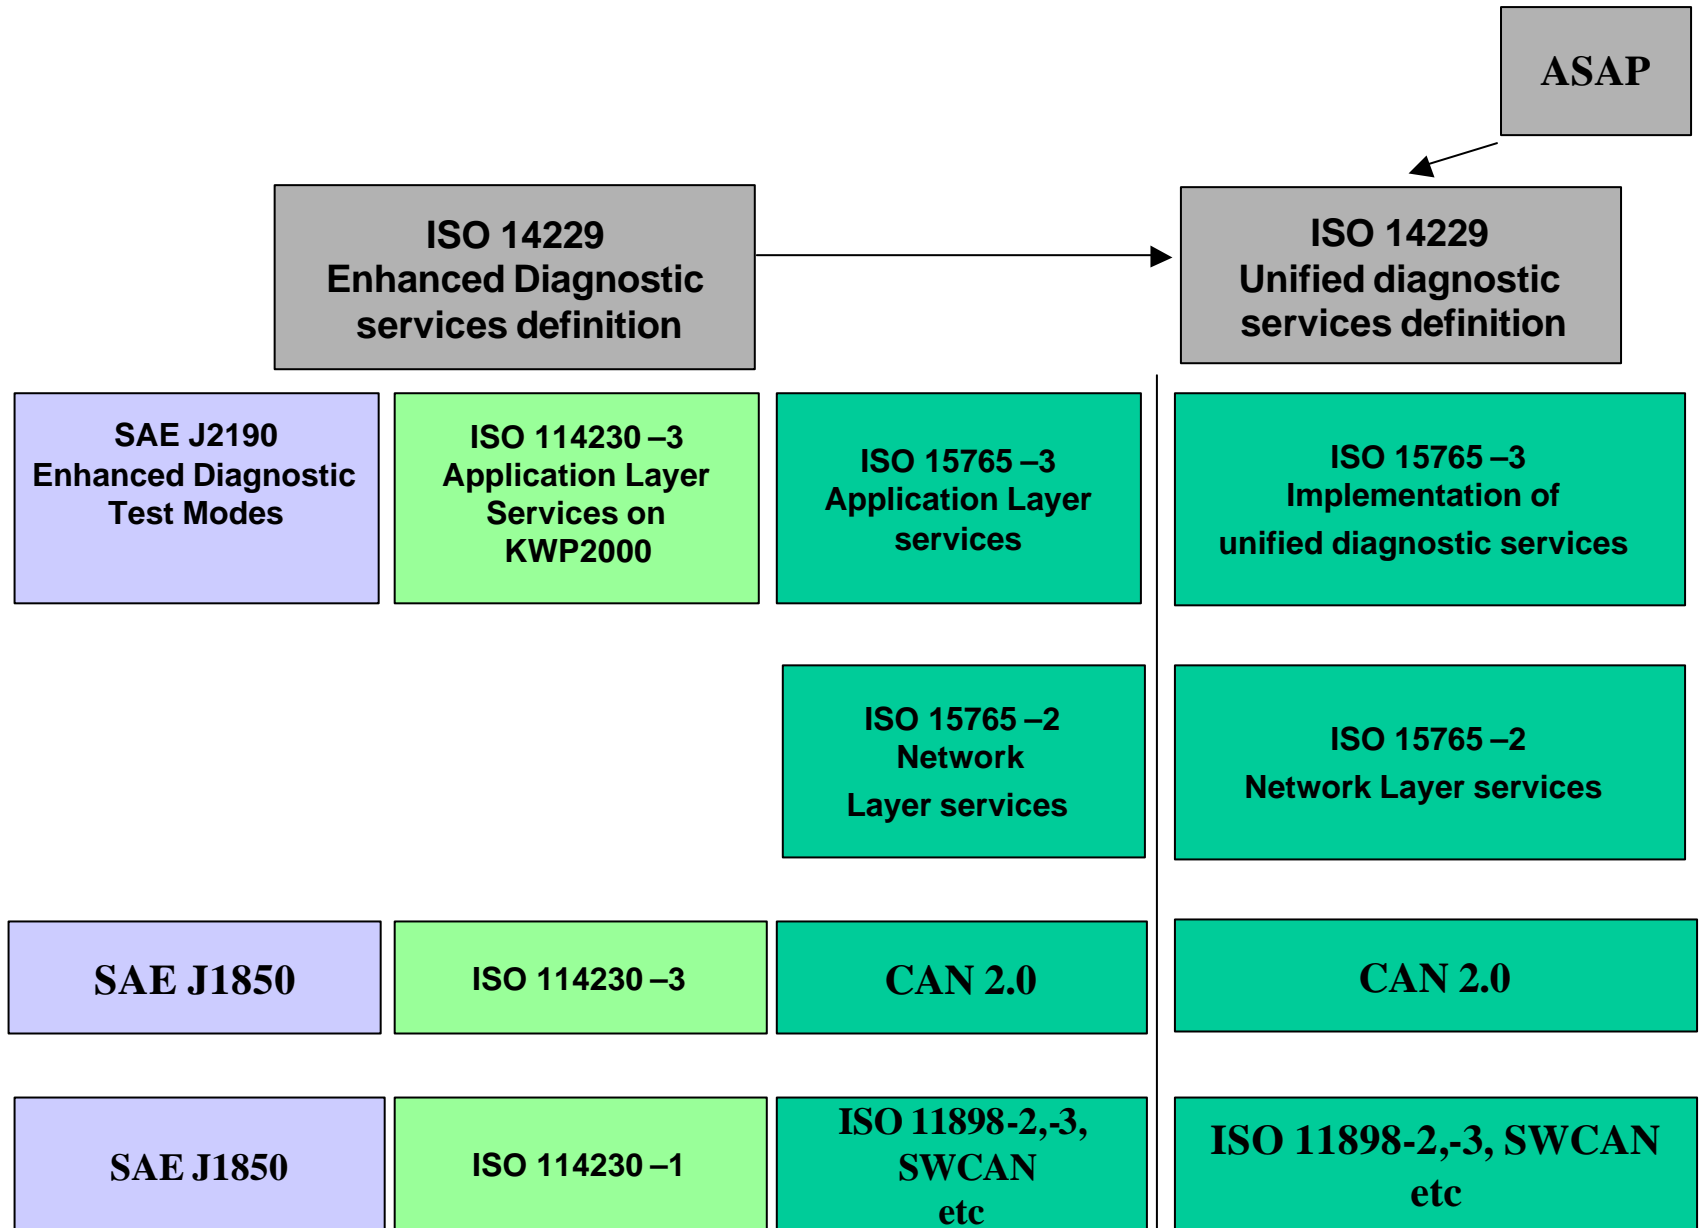 ASAP
ISO 14229
Enhanced Diagnostic
services definition
ISO 14229
Unified diagnostic
services definition
SAE J2190
Enhanced Diagnostic
Test Modes
ISO 114230 –3
Application Layer
Services on
KWP2000
ISO 15765 –3
Application Layer
services
ISO 15765 –3
Implementation of
unified diagnostic services
ISO 15765 –2
Network
Layer services
ISO 15765 –2
Network Layer services
SAE J1850
ISO 114230 –3
CAN 2.0
CAN 2.0
SAE J1850
ISO 114230 –1
ISO 11898-2,-3,
SWCAN
etc
ISO 11898-2,-3, SWCAN
etc